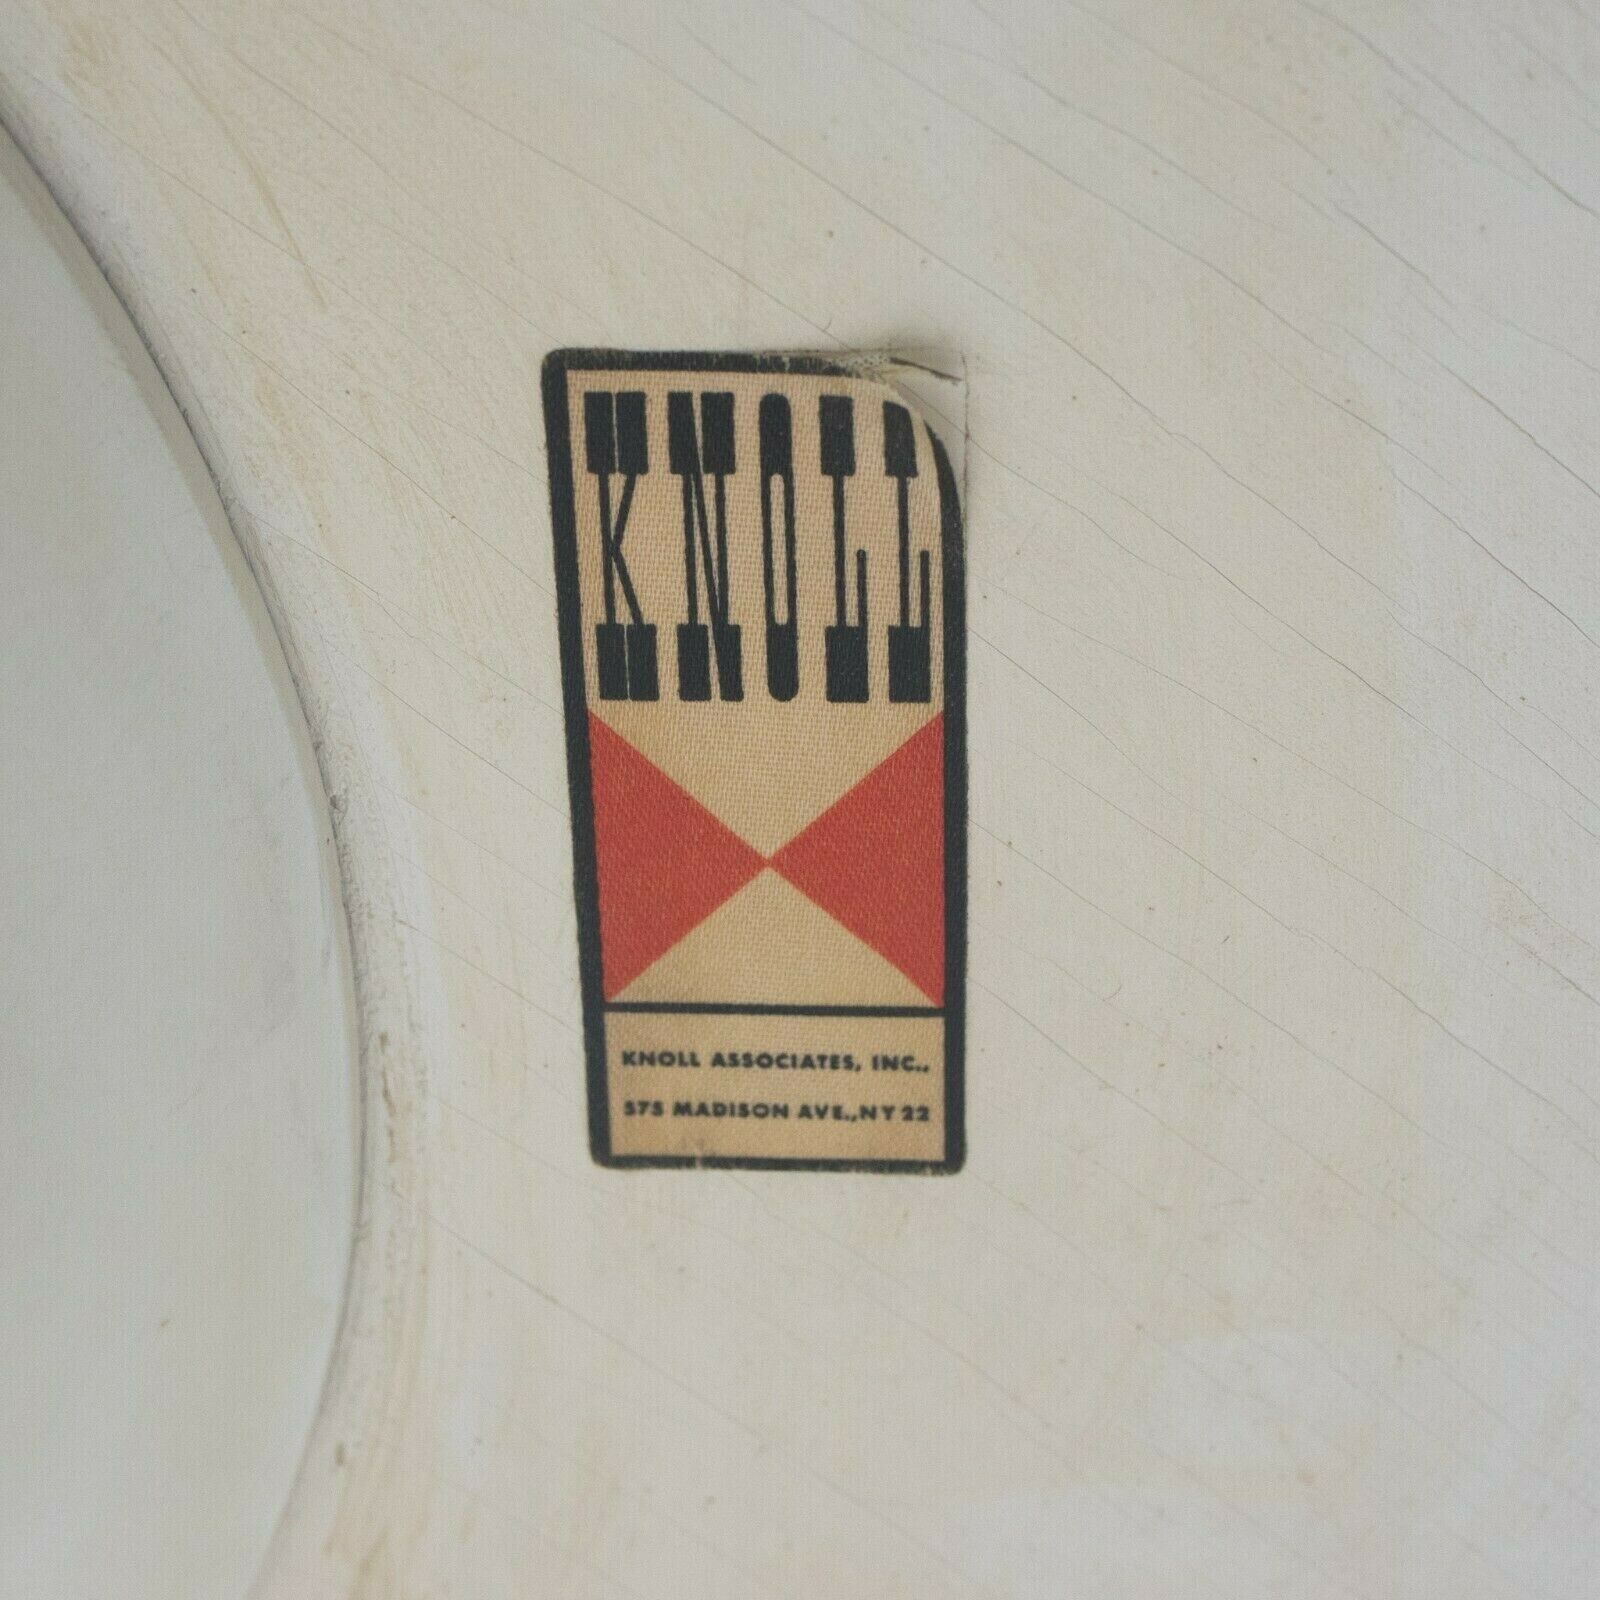 KNOLL
KNOLL ASSOCIATES, INC.,
575 MADISON AVE., NY 22